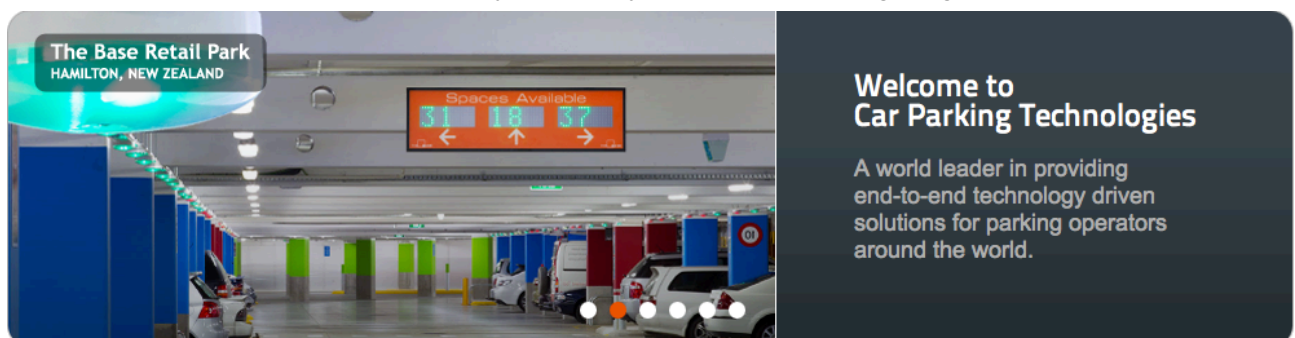 The Base Retail Park
HAMILTON, NEW ZEALAND
Spaces Available
31 18 37
← ↑ →
10
Welcome to
Car Parking Technologies
A world leader in providing
end-to-end technology driven
solutions for parking operators
around the world.